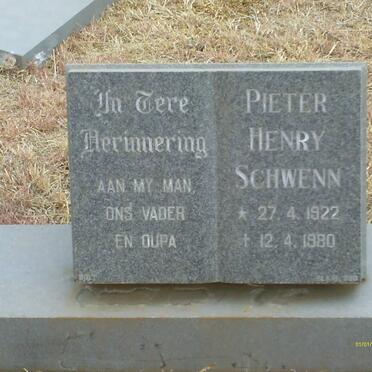 In Tere
Herinnering
AAN MY MAN,
ONS VADER
EN OUPA
PIETER
HENRY
SCHWENN
★ 27. 4. 1922
† 12. 4. 1980